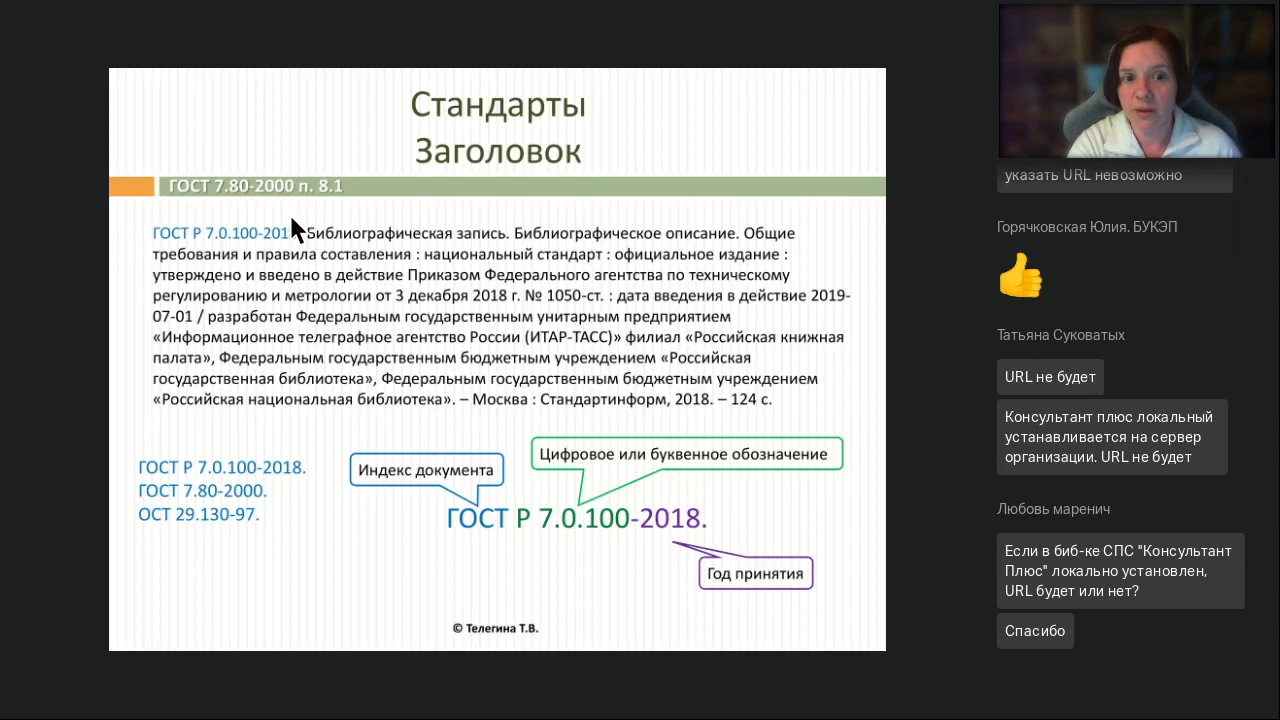 Стандарты
Заголовок
ГОСТ 7.80-2000 п. 8.1
ГОСТ Р 7.0.100-201 Библиографическая запись. Библиографическое описание. Общие
требования и правила составления : национальный стандарт : официальное издание :
утверждено и введено в действие Приказом Федерального агентства по техническому
регулированию и метрологии от 3 декабря 2018 г. № 1050-ст. : дата введения в действие 2019-
07-01 / разработан Федеральным государственным унитарным предприятием
«Информационное телеграфное агентство России (ИТАР-ТАСС)» филиал «Российская книжная
палата», Федеральным государственным бюджетным учреждением «Российская
государственная библиотека», Федеральным государственным бюджетным учреждением
«Российская национальная библиотека». – Москва : Стандартинформ, 2018. – 124 с.
ГОСТ Р 7.0.100-2018.
ГОСТ 7.80-2000.
ОСТ 29.130-97.
Индекс документа
Цифровое или буквенное обозначение
ГОСТ Р 7.0.100-2018.
Год принятия
© Телегина Т.В.
указать URL невозможно
Горячковская Юлия. БУКЭП
Татьяна Суковатых
URL не будет
Консультант плюс локальный
устанавливается на сервер
организации. URL не будет
Любовь маренич
Если в биб-ке СПС "Консультант
Плюс" локально установлен,
URL будет или нет?
Спасибо